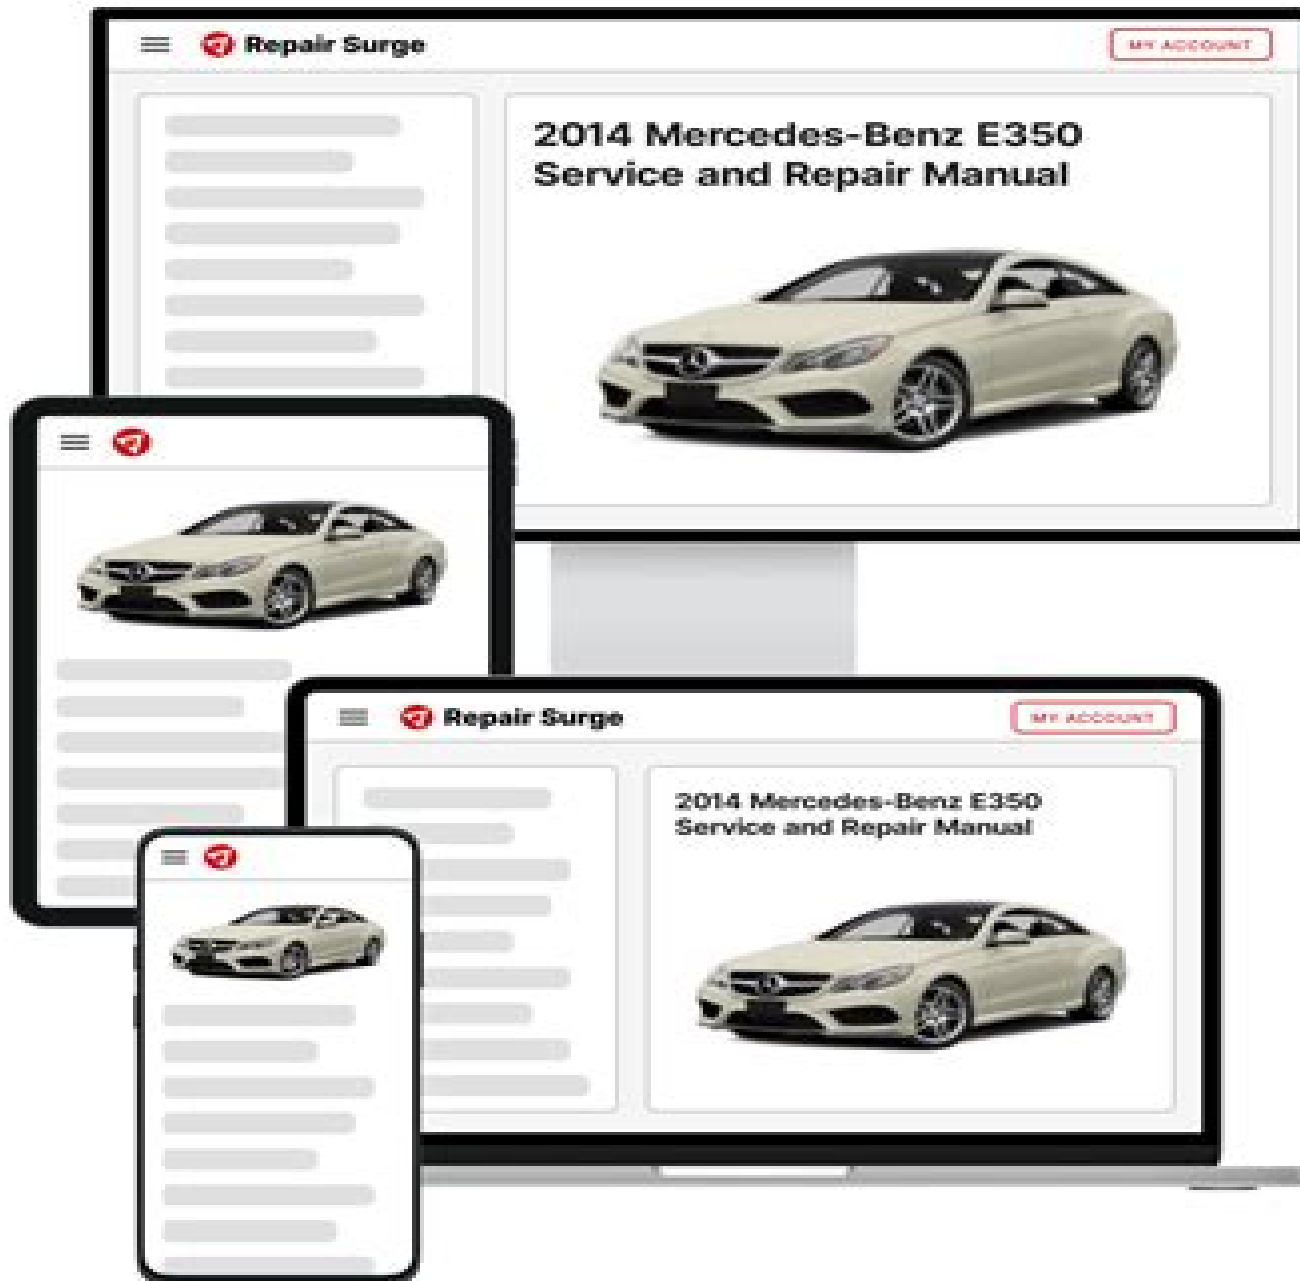 Repair Surge
MY ACCOUNT
2014 Mercedes-Benz E350
Service and Repair Manual
Repair Surge
MY ACCOUNT
2014 Mercedes-Benz E350
Service and Repair Manual